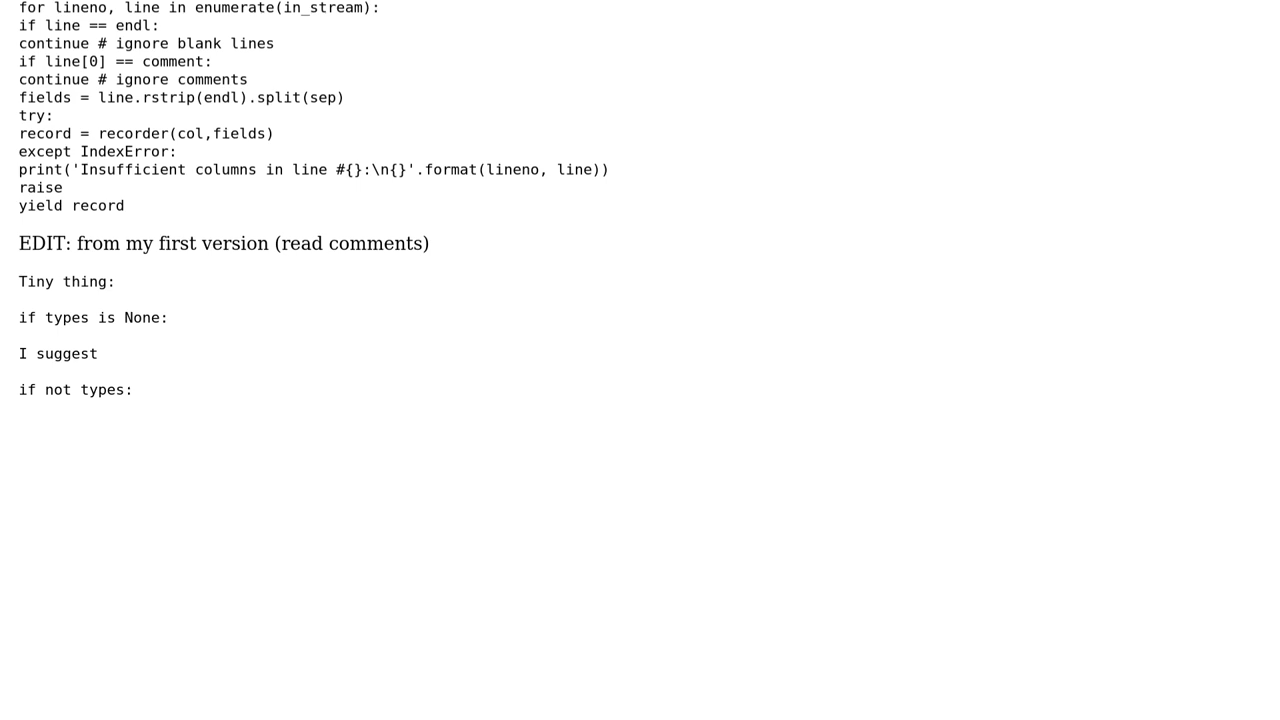 for lineno, line in enumerate(in_stream):
if line == endl:
continue # ignore blank lines
if line[0] == comment:
continue # ignore comments
fields = line.rstrip(endl).split(sep)
try:
record = recorder(col,fields)
except IndexError:
print('Insufficient columns in line #{}:\n{}'.format(lineno, line))
raise
yield record
EDIT: from my first version (read comments)
Tiny thing:
if types is None:
I suggest
if not types: